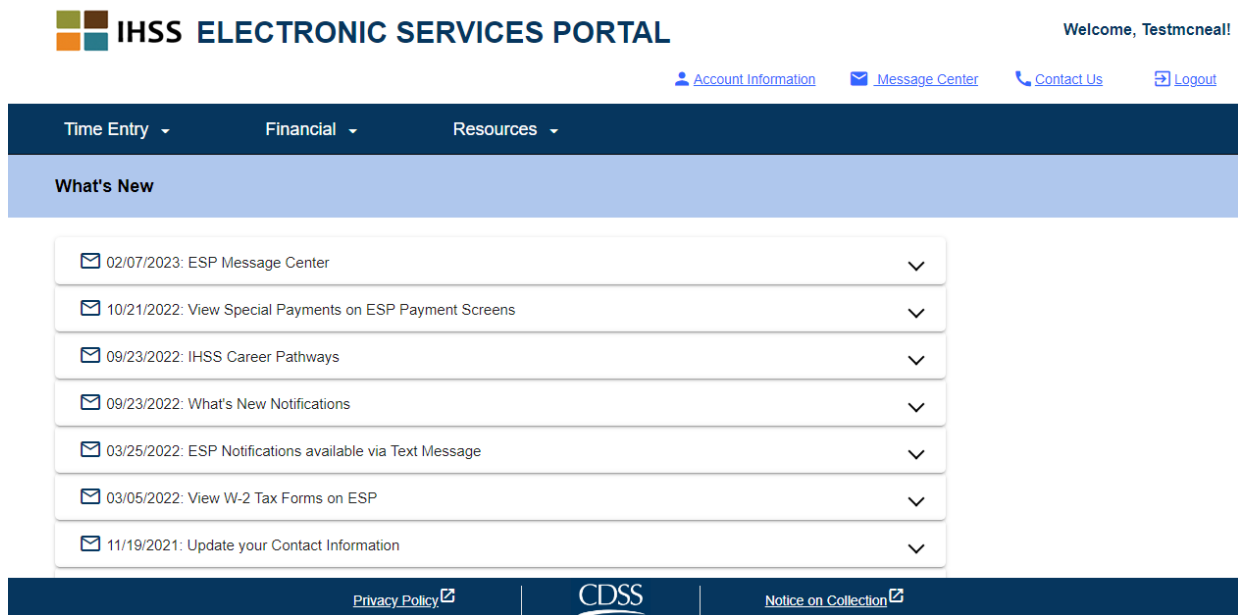 IHSS ELECTRONIC SERVICES PORTAL
Welcome, Testmcneal!
Account Information Message Center Contact Us Logout
Time Entry Financial Resources
What's New
02/07/2023: ESP Message Center
10/21/2022: View Special Payments on ESP Payment Screens
09/23/2022: IHSS Career Pathways
09/23/2022: What's New Notifications
03/25/2022: ESP Notifications available via Text Message
03/05/2022: View W-2 Tax Forms on ESP
11/19/2021: Update your Contact Information
Privacy Policy CDSS Notice on Collection